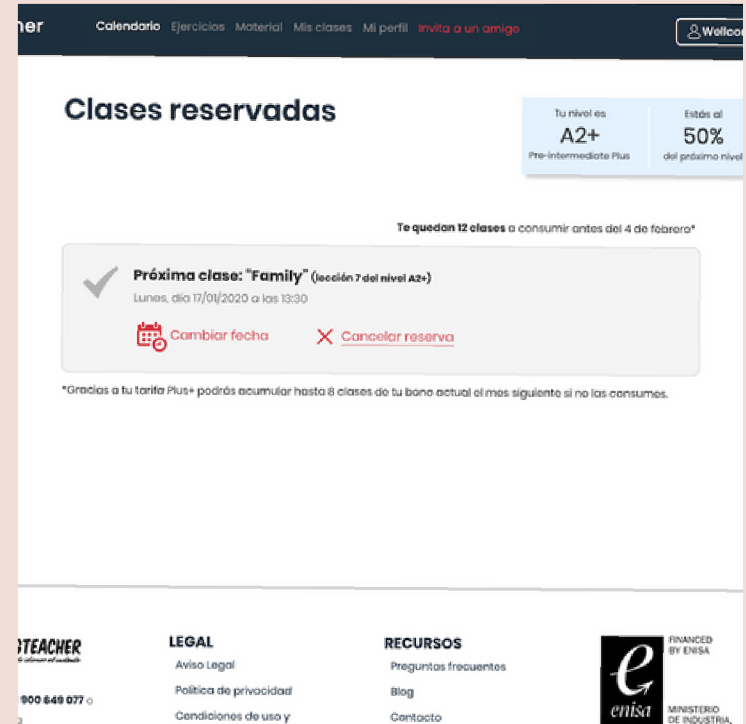 Calendario Ejercicios Material Mis clases Mi perfil Invita a un amigo
Clases reservadas
Tu nivel es
A2+
Pre-intermediate Plus
Estás al
50%
del próximo nivel
Te quedan 12 clases a consumir antes del 4 de febrero*
Próxima clase: "Family" (lección 7 del nivel A2+)
Lunes, día 17/01/2020 a las 13:30
Cambiar fecha
Cancelar reserva
*Gracias a tu tarifa Plus+ podrás acumular hasta 8 clases de tu bono actual el mes siguiente si no las consumes.
LEGAL
Aviso Legal
Política de privacidad
Condiciones de uso y
RECURSOS
Preguntas frecuentes
Blog
Contacto
TEACHER
900 649 077
enisa
FINANCED
BY ENISA
MINISTERIO
DE INDUSTRIA,